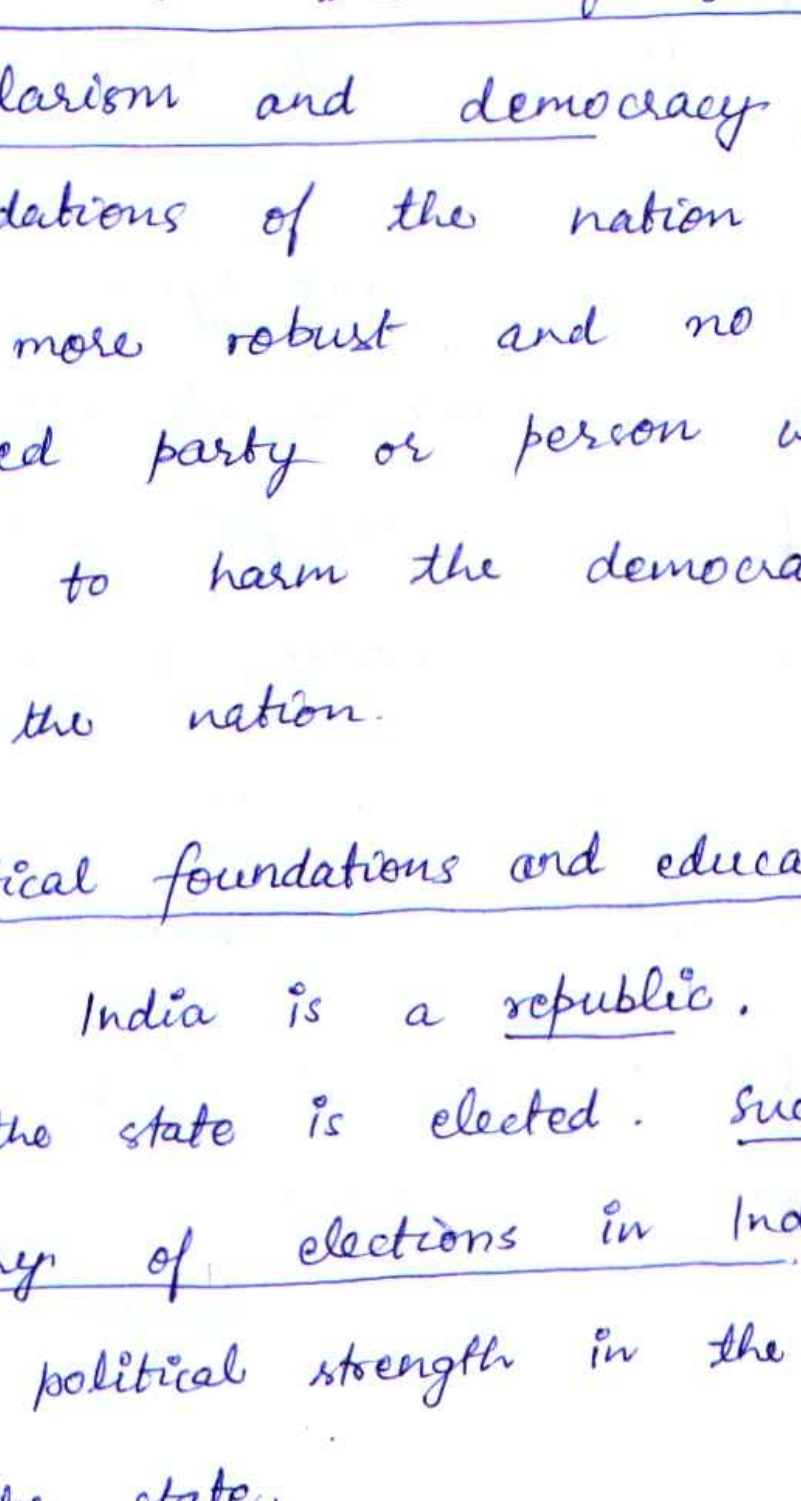 larism and democracy
dations of the nation
more robust and no
ed party or person w
to harm the democra
the nation.
ical foundations and educa
India is a republic.
the state is elected. Suc
of elections in Ind
political strength in the
state